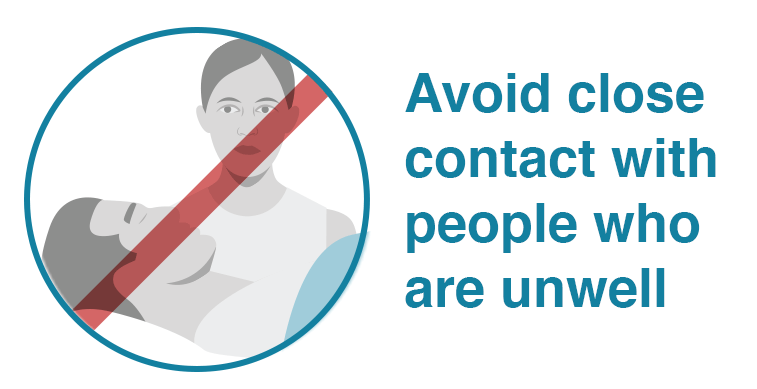 Avoid close
contact with
people who
are unwell